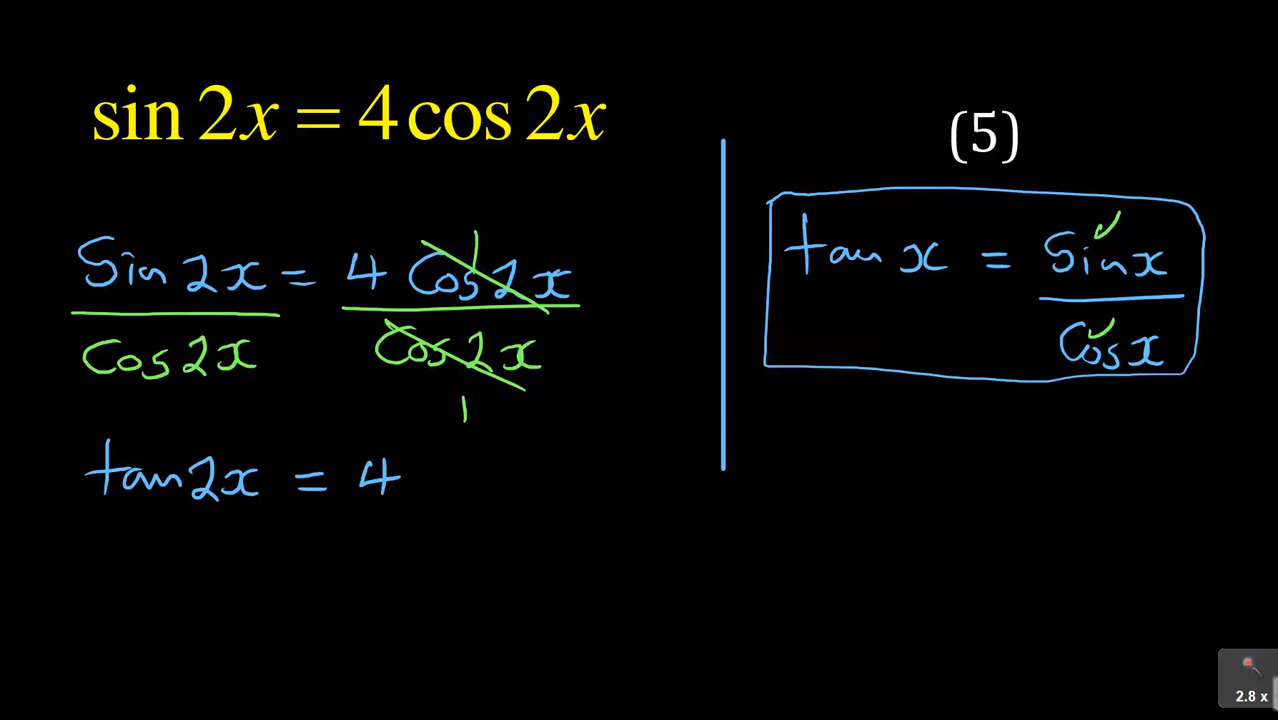 sin 2x = 4 cos 2x
(5)
Sin 2x = 4 Cos 2x 1
Cos 2x Cos 2x
1
tan 2x = 4
tan x = Sin x
Cos x
2.8 x